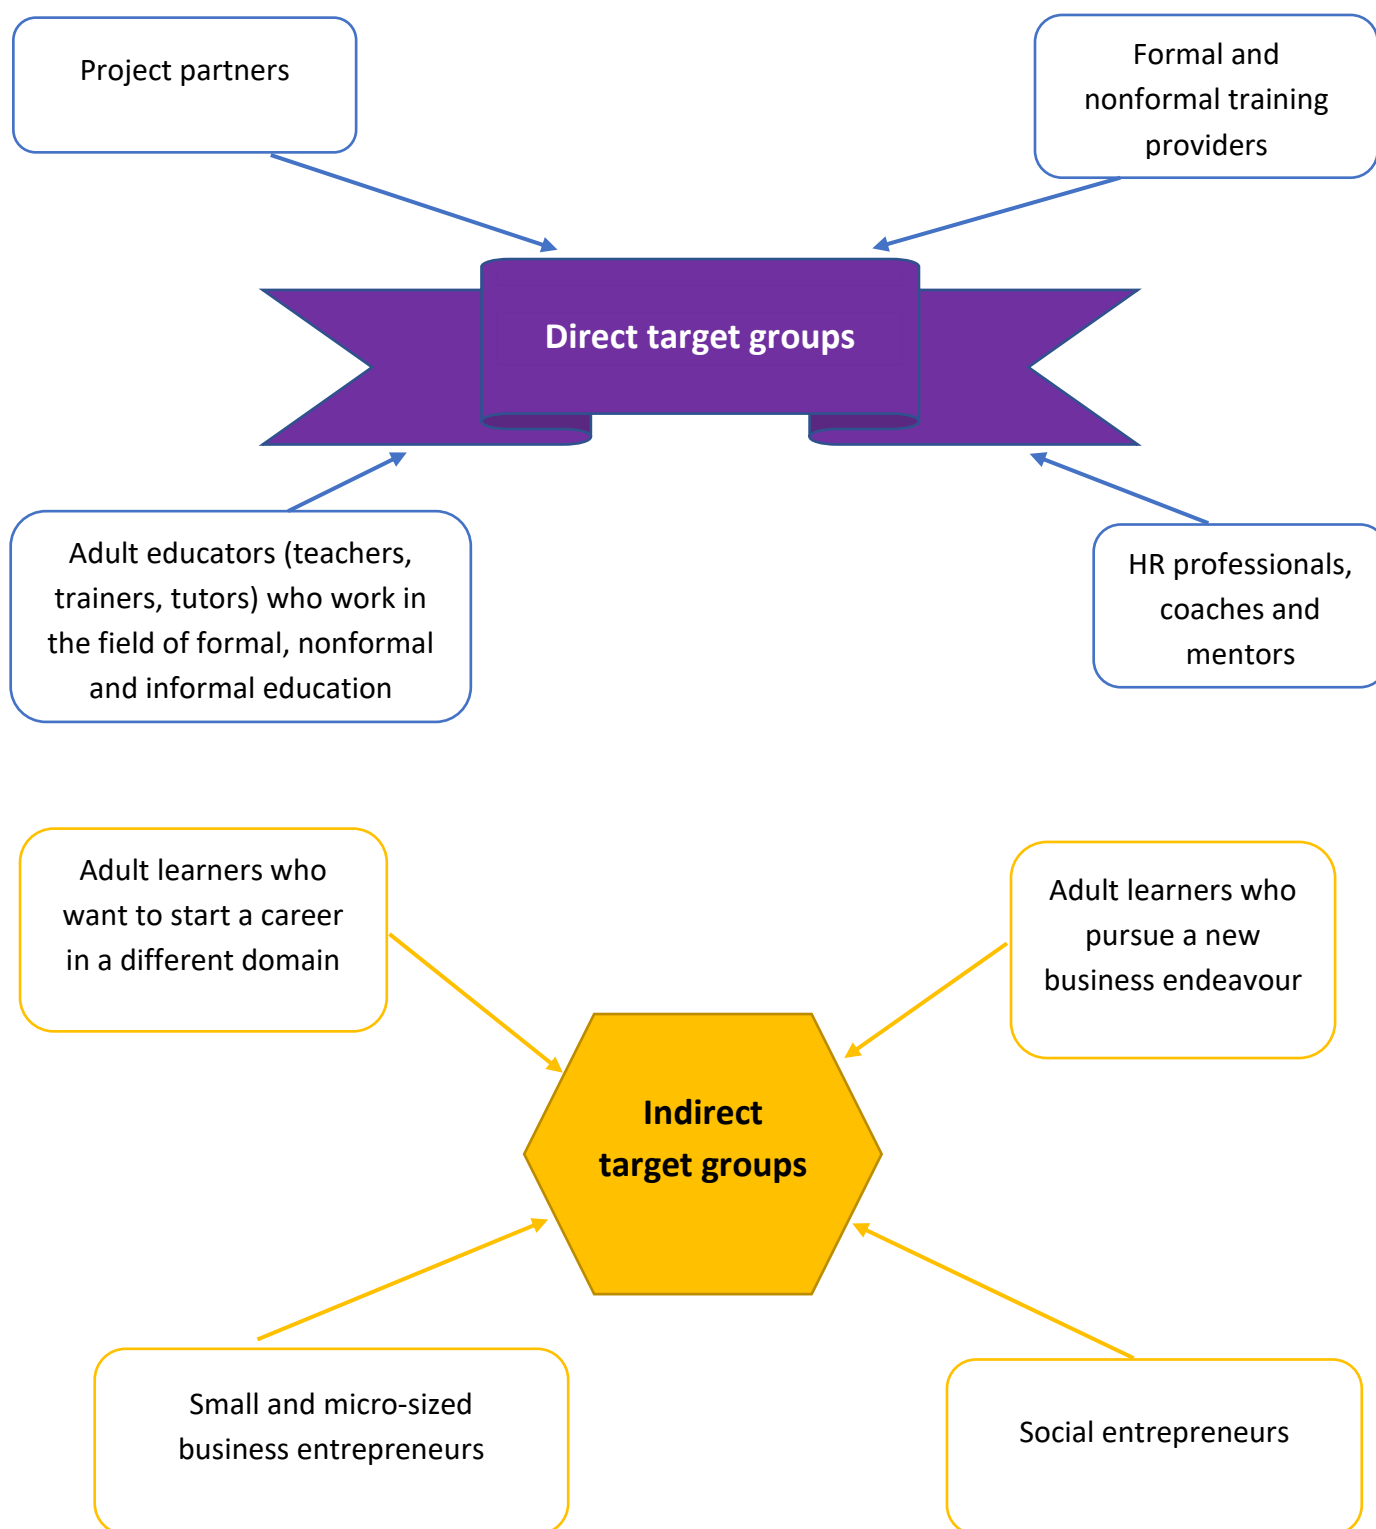 Project partners
Formal and
nonformal training
providers
Direct target groups
Adult educators (teachers,
trainers, tutors) who work in
the field of formal, nonformal
and informal education
HR professionals,
coaches and
mentors
Adult learners who
want to start a career
in a different domain
Adult learners who
pursue a new
business endeavour
Indirect
target groups
Small and micro-sized
business entrepreneurs
Social entrepreneurs